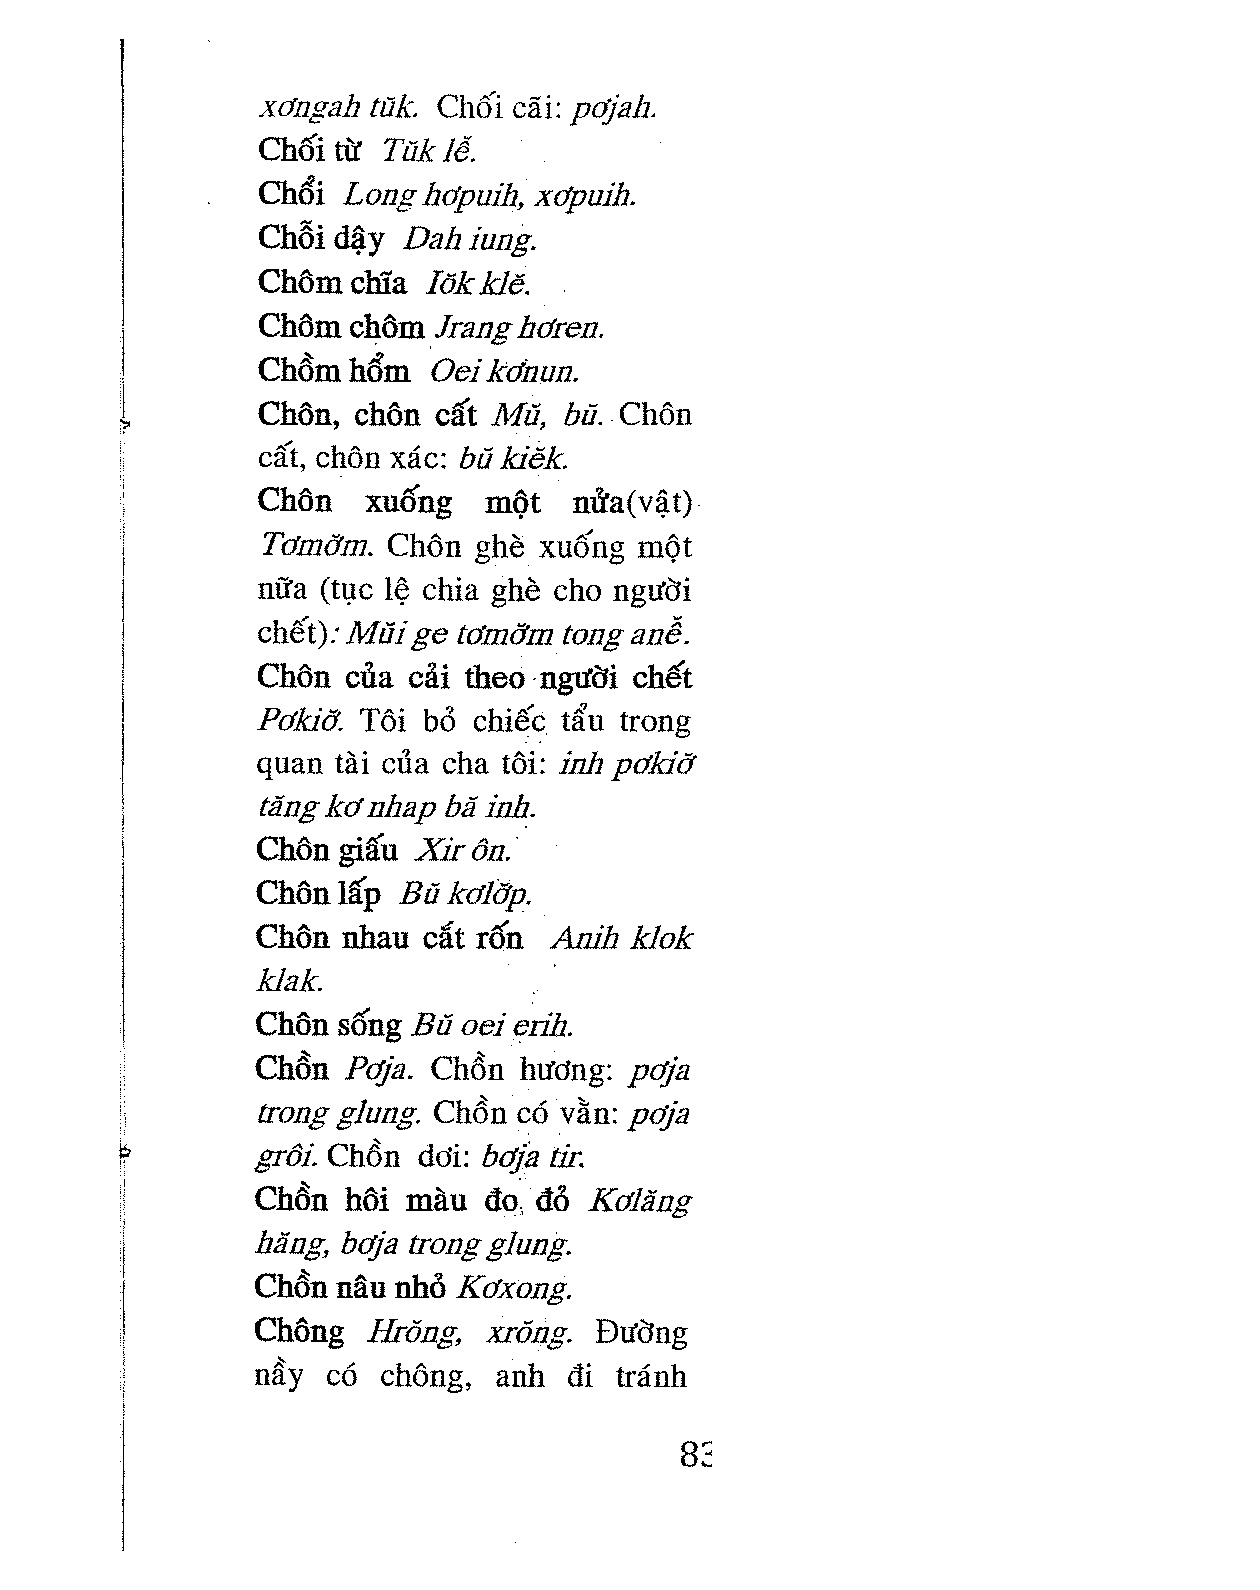 xơngah tŭk. Chối cãi: pơjah.
Chối từ Tŭk lễ.
Chổi Long hơpuih, xơpuih.
Chỗi dậy Dah iung.
Chôm chĩa Iŏk klĕ.
Chôm chôm Jrang hơren.
Chồm hổm Oei kơnun.
Chôn, chôn cất Mŭ, bŭ. Chôn
cất, chôn xác: bŭ kiĕk.
Chôn xuống một nửa(vật)
Tơmơ̆m. Chôn ghè xuống một
nữa (tục lệ chia ghè cho người
chết): Mŭi ge tơmơ̆m tong anễ.
Chôn của cải theo người chết
Pơkiơ̆. Tôi bỏ chiếc tẩu trong
quan tài của cha tôi: inh pơkiơ̆
tăng kơ nhap bă inh.
Chôn giấu Xir ôn.
Chôn lấp Bŭ kơlơ̆p.
Chôn nhau cắt rốn Anih klok
klak.
Chôn sống Bŭ oei erih.
Chồn Pơja. Chồn hương: pơja
trong glung. Chồn có vằn: pơja
grôi. Chồn dơi: bơja tir.
Chồn hôi màu đo đỏ Kơlăng
hăng, bơja trong glung.
Chồn nâu nhỏ Kơxong.
Chông Hrŏng, xrŏng. Đường
nầy có chông, anh đi tránh
83